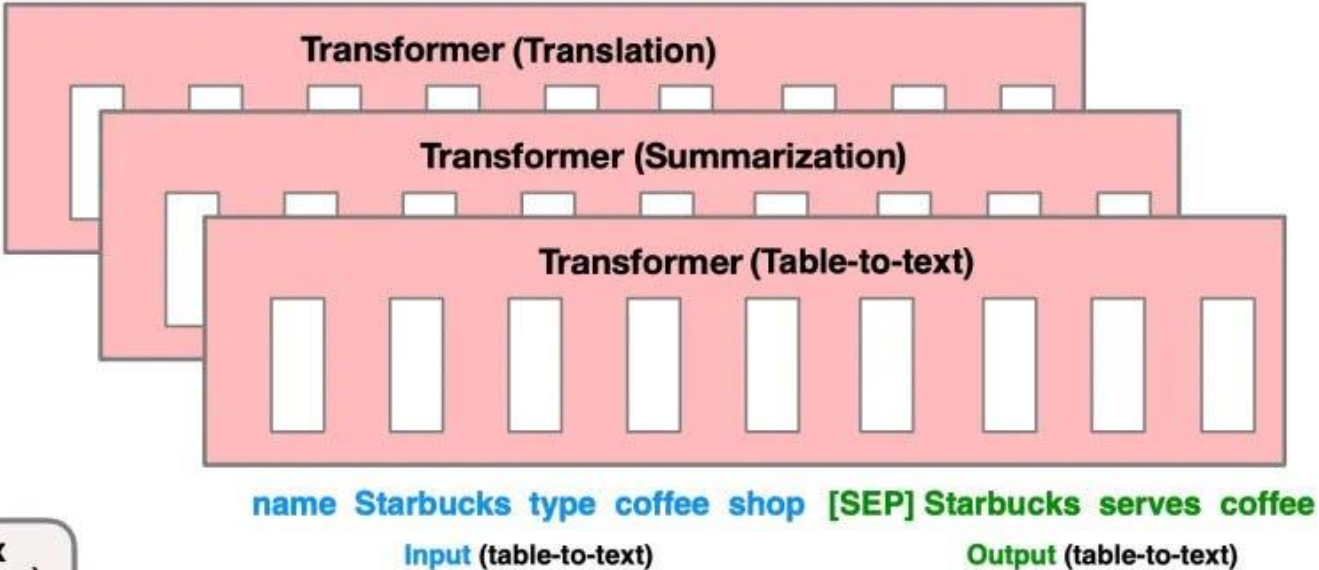 Transformer (Translation)
Transformer (Summarization)
Transformer (Table-to-text)
name Starbucks type coffee shop [SEP] Starbucks serves coffee
Input (table-to-text) Output (table-to-text)